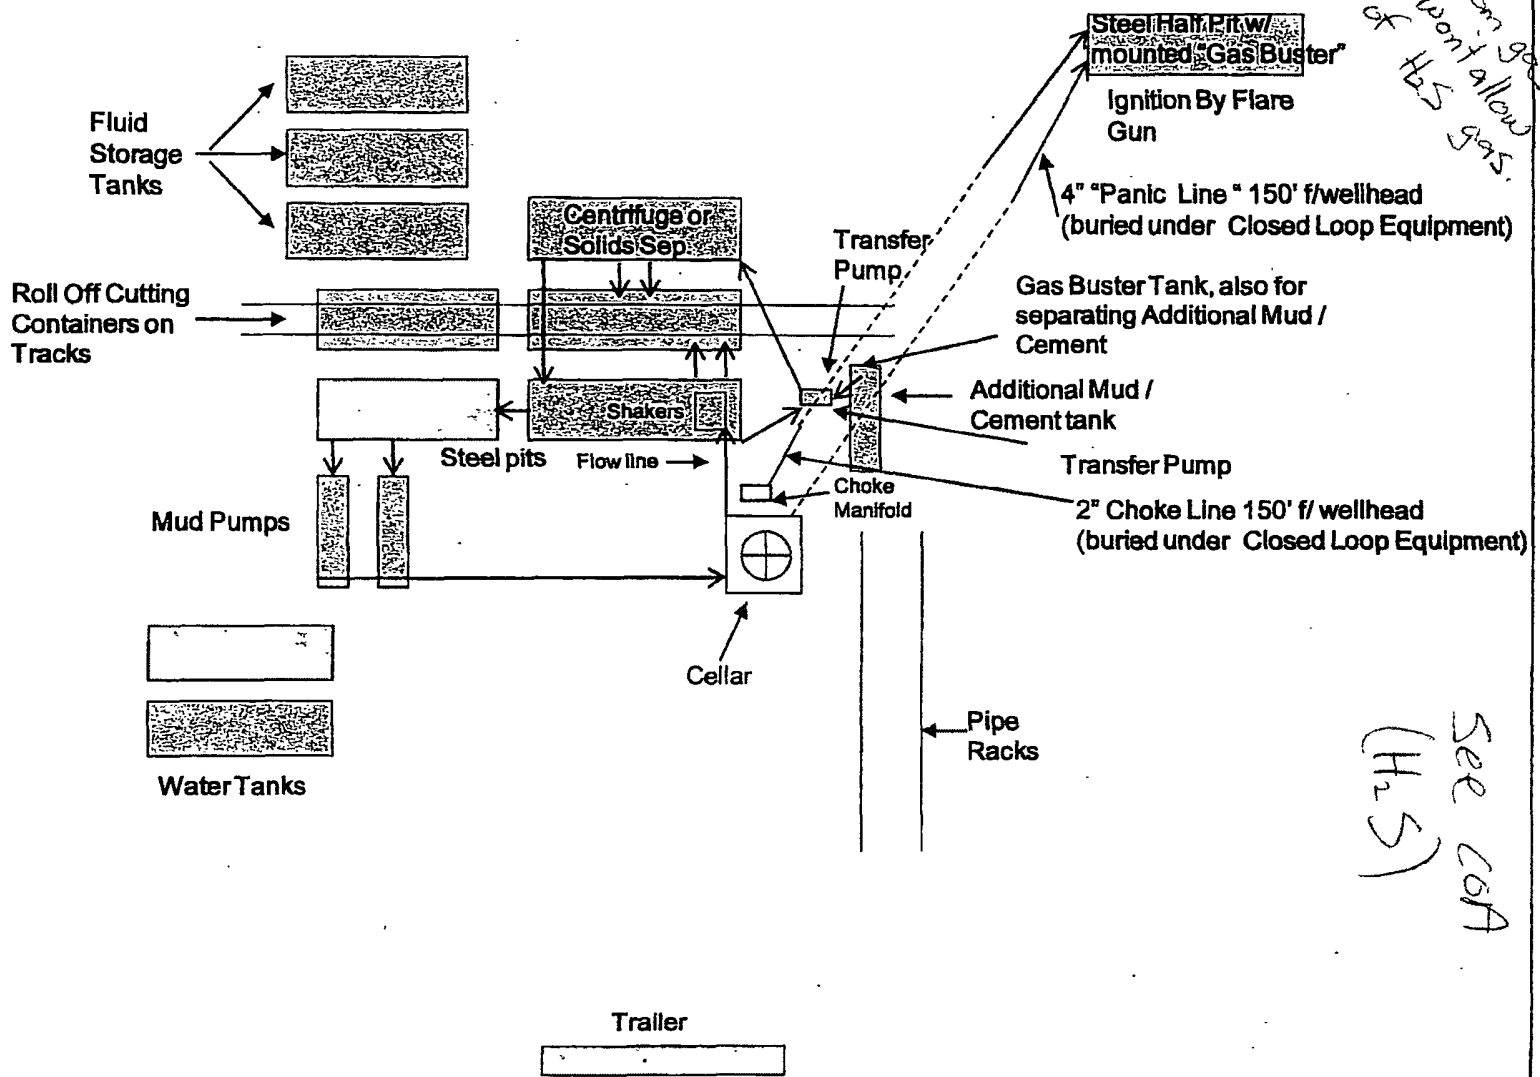 Steel Half Pit w/
mounted "Gas Buster"
Ignition By Flare
Gun
won't allow
of H2S gas.
Fluid
Storage
Tanks
4" "Panic Line " 150' f/wellhead
(buried under Closed Loop Equipment)
Centrifuge or
Solids Sep
Transfer
Pump
Roll Off Cutting
Containers on
Tracks
Gas Buster Tank, also for
separating Additional Mud /
Cement
Additional Mud /
Cement tank
Shakers
Steel pits
Flow line
Transfer Pump
Choke
Manifold
Mud Pumps
2" Choke Line 150' f/ wellhead
(buried under Closed Loop Equipment)
Cellar
Pipe
Racks
Water Tanks
See COA
(H2S)
Trailer